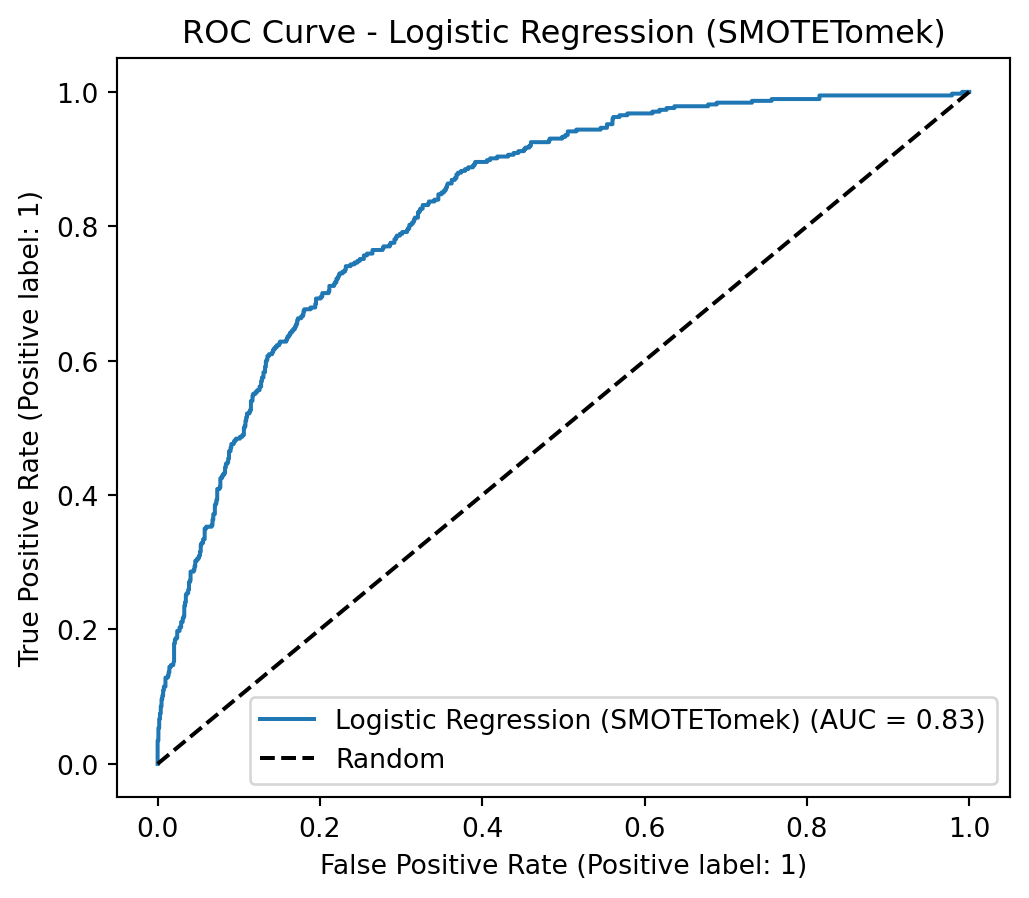 ROC Curve - Logistic Regression (SMOTETomek)
True Positive Rate (Positive label: 1)
1.0
0.8
0.6
0.4
0.2
0.0
Logistic Regression (SMOTETomek) (AUC = 0.83)
Random
0.0 0.2 0.4 0.6 0.8 1.0
False Positive Rate (Positive label: 1)